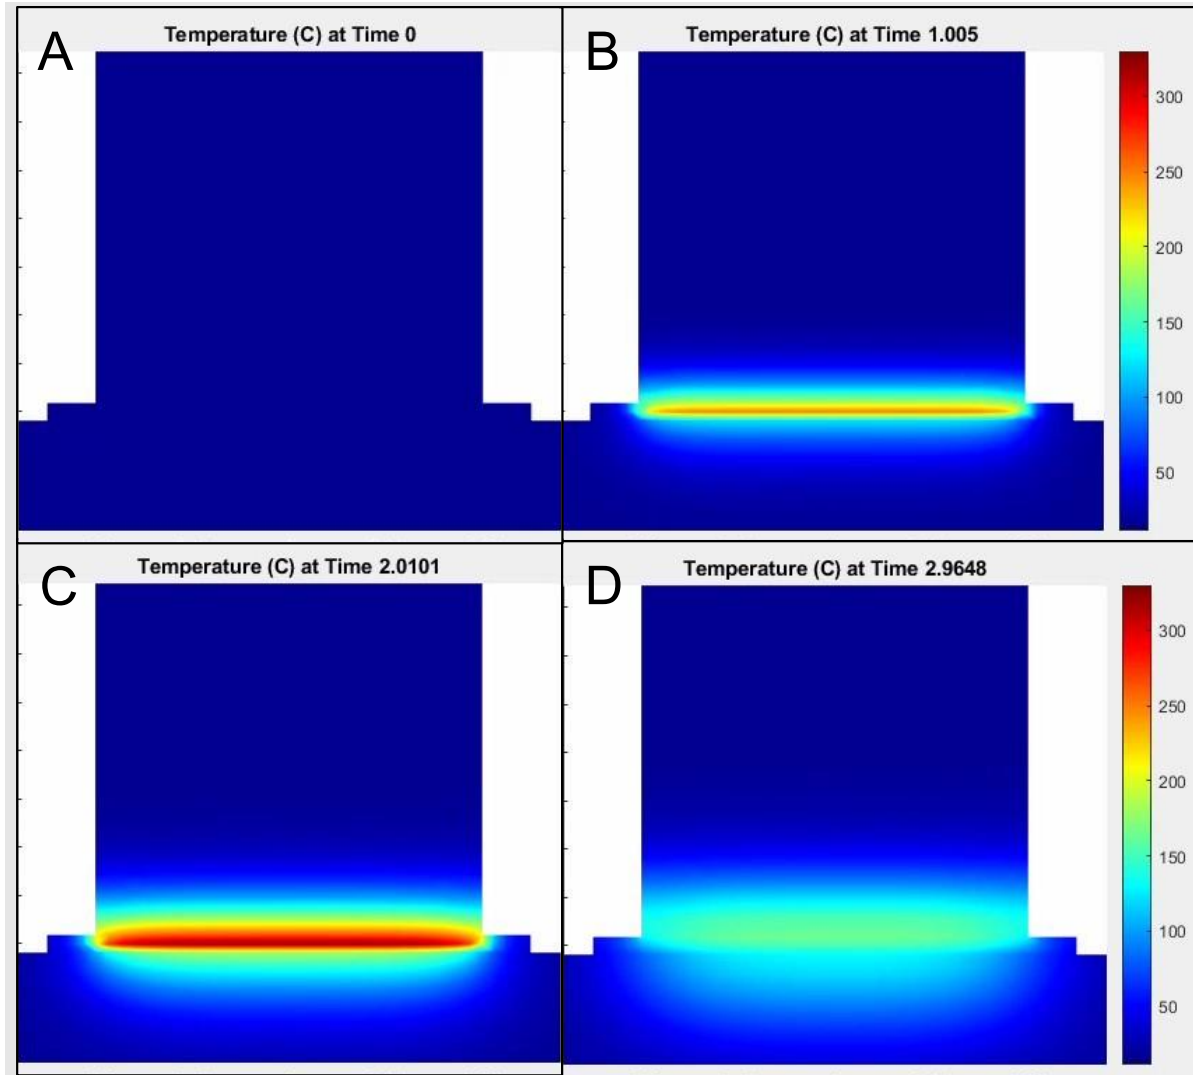 A
Temperature (C) at Time 0
B
Temperature (C) at Time 1.005
300
250
200
150
100
50
C
Temperature (C) at Time 2.0101
D
Temperature (C) at Time 2.9648
300
250
200
150
100
50